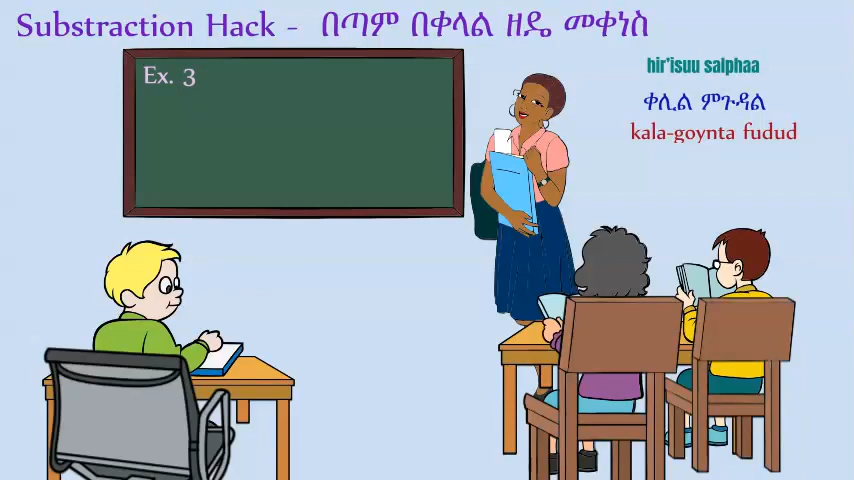 Substraction Hack - በጣም በቀላል ዘዴ መቀነስ
hir'isuu salphaa
Ex. 3
ቀሊል ምጉዳል
kala-goynta fudud